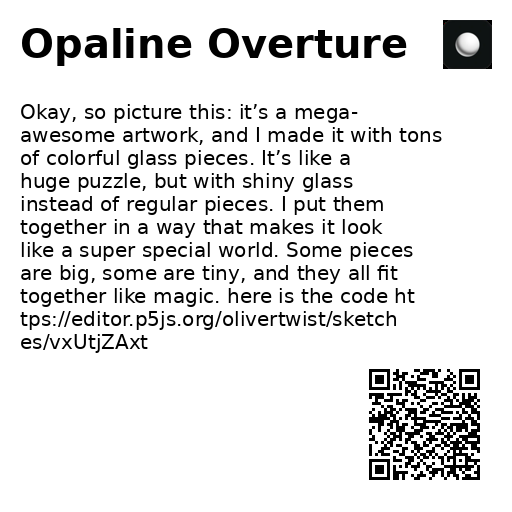 Opaline Overture
Okay, so picture this: it’s a mega-
awesome artwork, and I made it with tons
of colorful glass pieces. It’s like a
huge puzzle, but with shiny glass
instead of regular pieces. I put them
together in a way that makes it look
like a super special world. Some pieces
are big, some are tiny, and they all fit
together like magic. here is the code ht
tps://editor.p5js.org/olivertwist/sketch
es/vxUtjZAxt